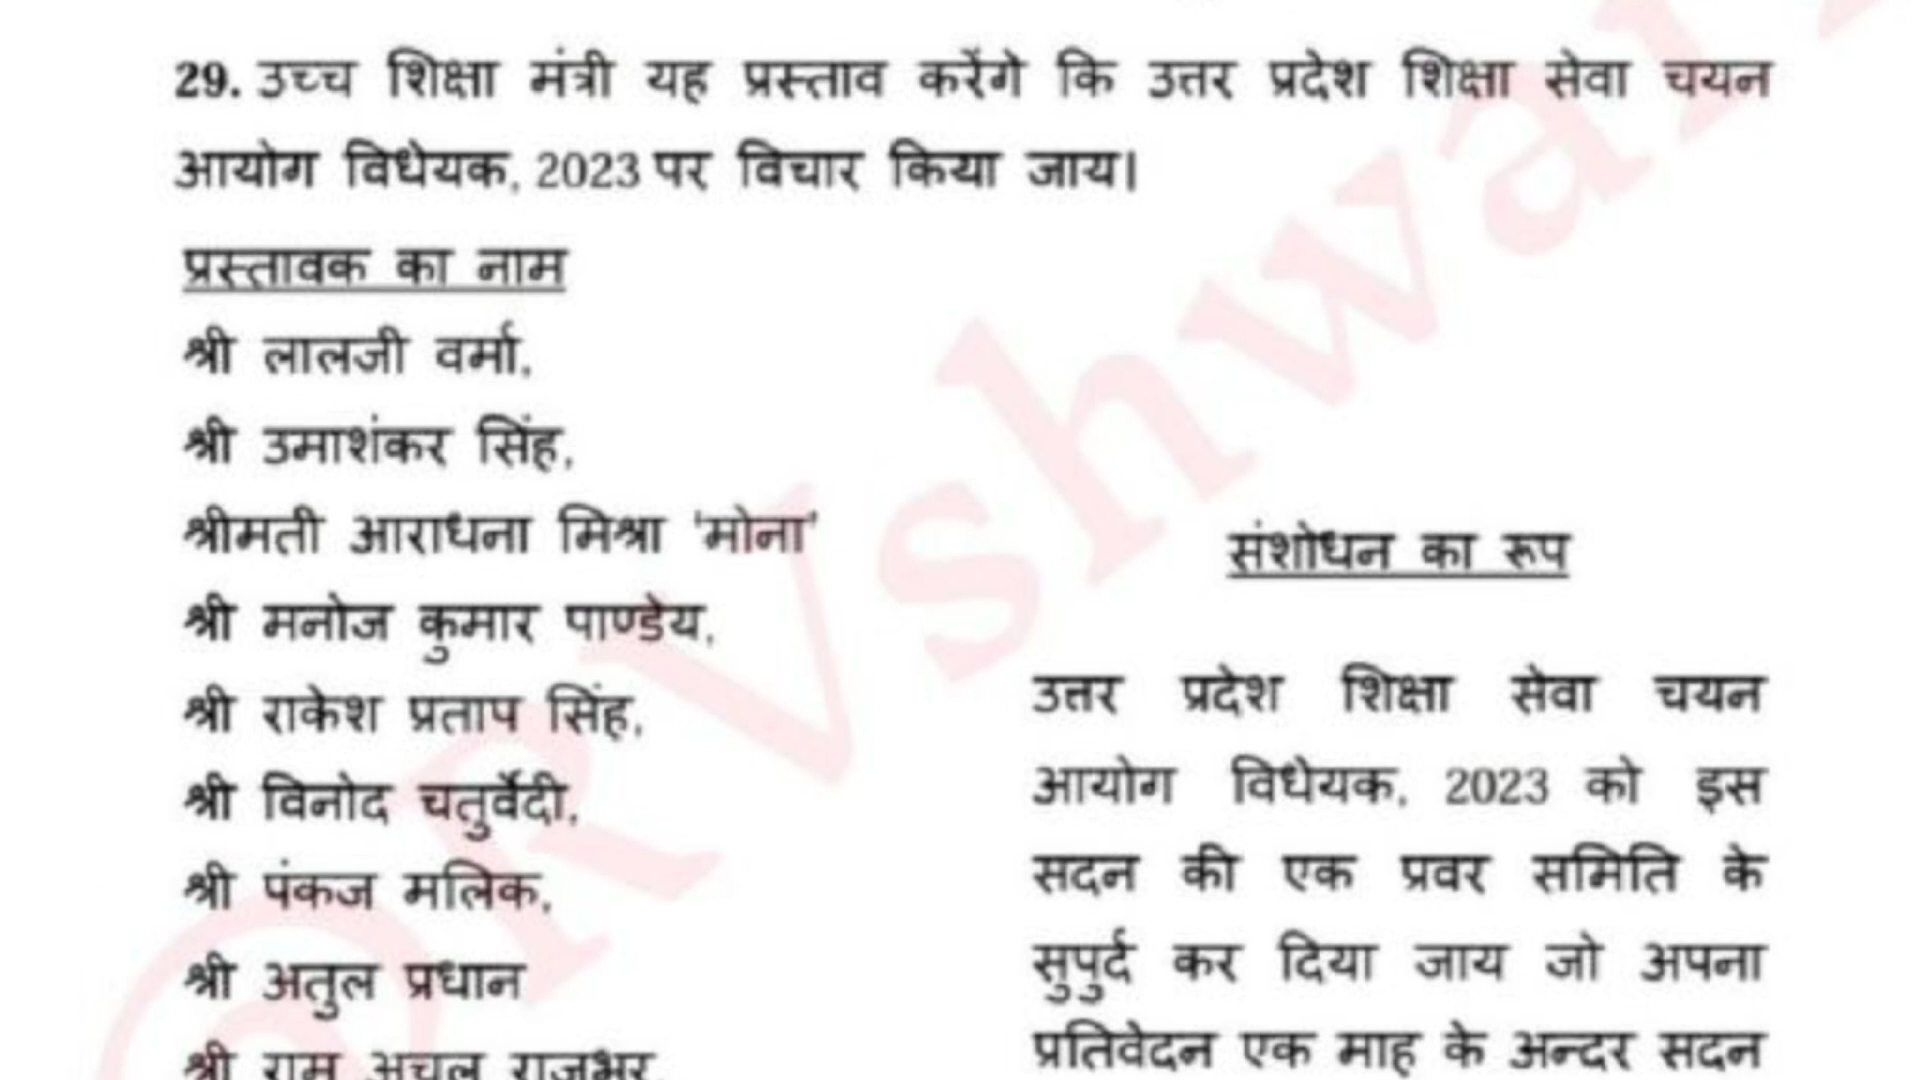 29. उच्च शिक्षा मंत्री यह प्रस्ताव करेंगे कि उत्तर प्रदेश शिक्षा सेवा चयन
आयोग विधेयक, 2023 पर विचार किया जाय।
प्रस्तावक का नाम
श्री लालजी वर्मा,
श्री उमाशंकर सिंह,
श्रीमती आराधना मिश्रा 'मोना'
श्री मनोज कुमार पाण्डेय,
श्री राकेश प्रताप सिंह,
श्री विनोद चतुर्वेदी,
श्री पंकज मलिक,
श्री अतुल प्रधान
श्री राम अचल राजभर,
संशोधन का रूप
उत्तर प्रदेश शिक्षा सेवा चयन
आयोग विधेयक, 2023 को इस
सदन की एक प्रवर समिति के
सुपुर्द कर दिया जाय जो अपना
प्रतिवेदन एक माह के अन्दर सदन